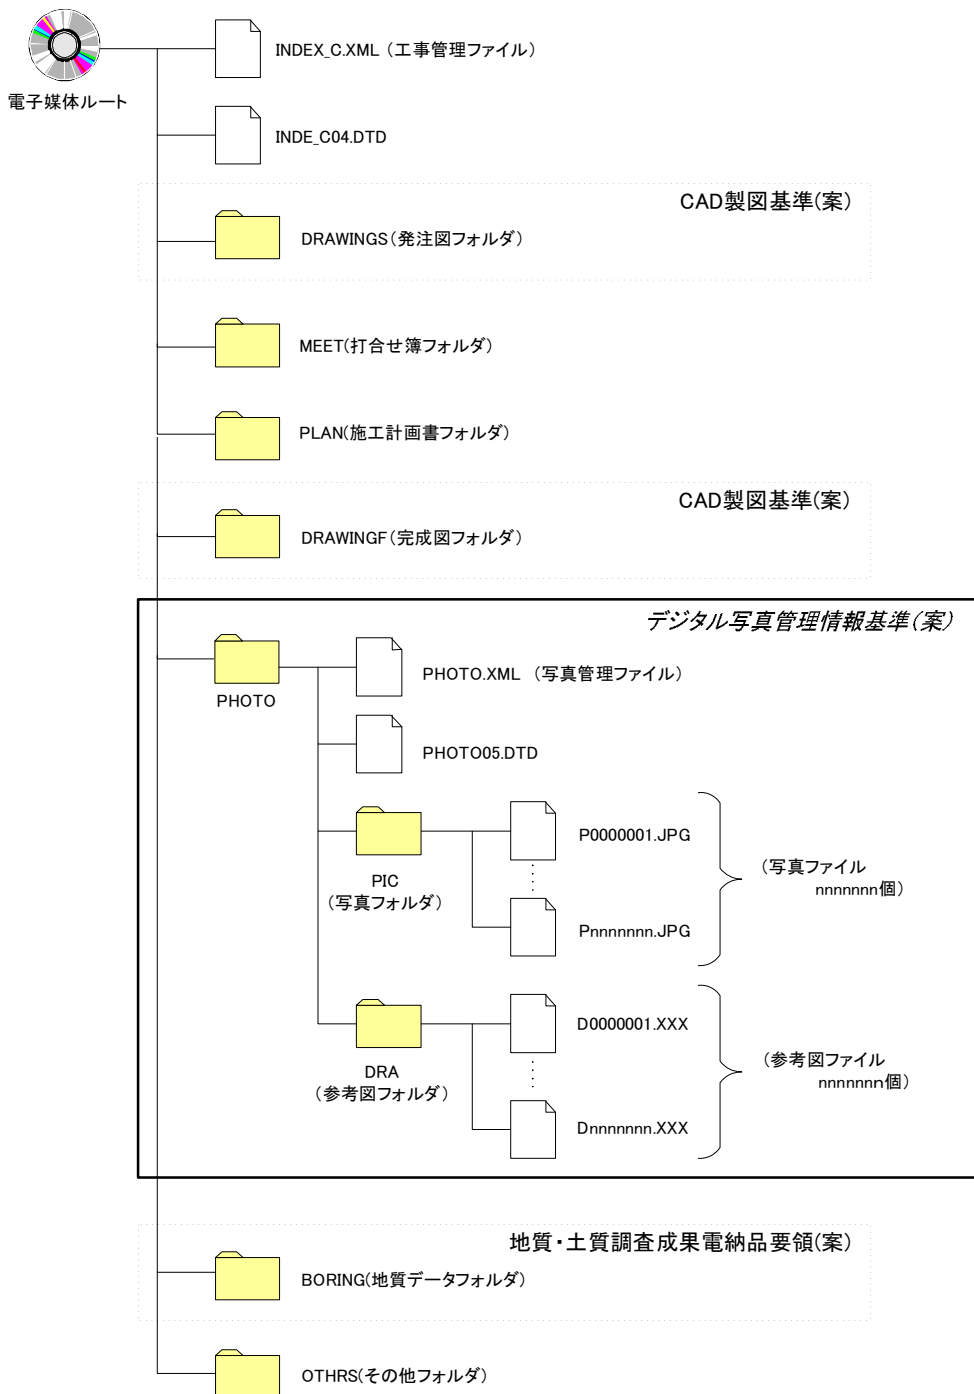 INDEX_C.XML (工事管理ファイル)
電子媒体ルート
INDE_C04.DTD
CAD製図基準(案)
DRAWINGS(発注図フォルダ)
MEET(打合せ簿フォルダ)
PLAN(施工計画書フォルダ)
CAD製図基準(案)
DRAWINGF(完成図フォルダ)
デジタル写真管理情報基準(案)
PHOTO
PHOTO.XML (写真管理ファイル)
PHOTO05.DTD
PIC
(写真フォルダ)
P0000001.JPG
Pnnnnnnn.JPG
(写真ファイル
nnnnnnn個)
DRA
(参考図フォルダ)
D0000001.XXX
Dnnnnnnn.XXX
(参考図ファイル
nnnnnnn個)
地質・土質調査成果電納品要領(案)
BORING(地質データフォルダ)
OTHRS(その他フォルダ)